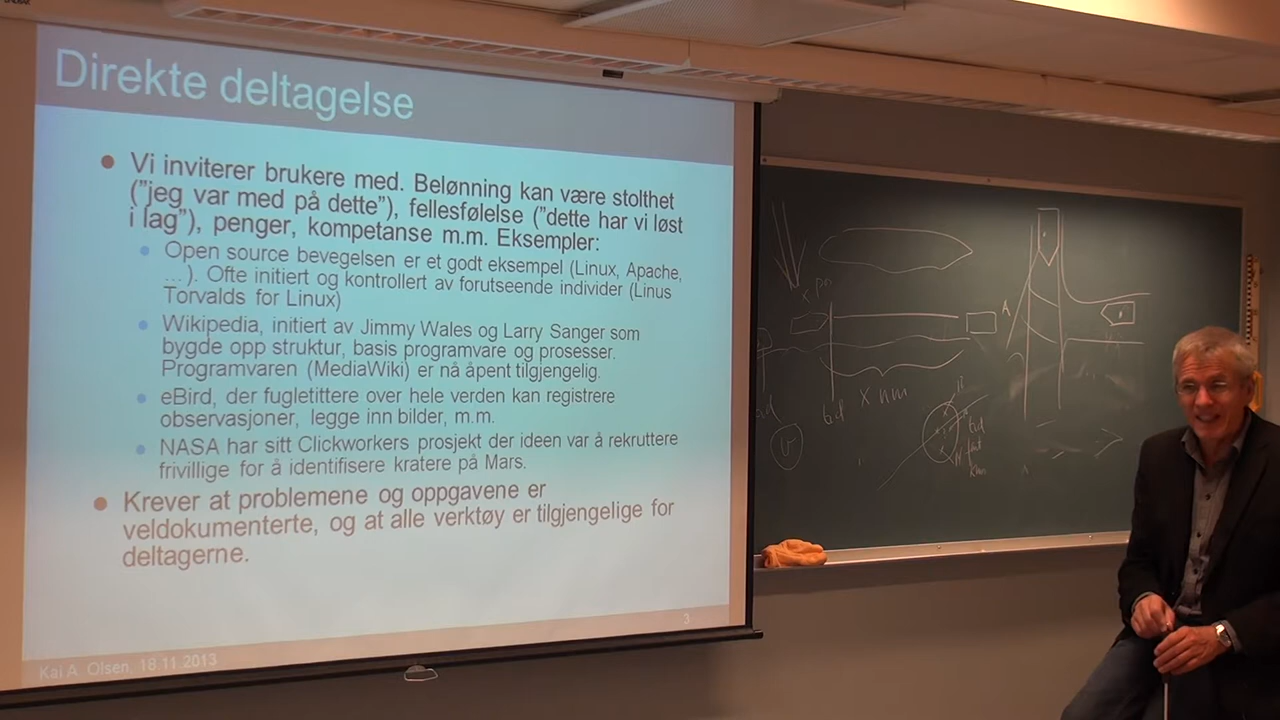 Direkte deltagelse
Vi inviterer brukere med. Belønning kan være stolthet
("jeg var med på dette"), fellesfølelse ("dette har vi løst
i lag"), penger, kompetanse m.m. Eksempler:
Open source bevegelsen er et godt eksempel (Linux, Apache,
...). Ofte initiert og kontrollert av forutseende individer (Linus
Torvalds for Linux)
Wikipedia, initiert av Jimmy Wales og Larry Sanger som
bygde opp struktur, basis programvare og prosesser.
Programvaren (MediaWiki) er nå åpent tilgjengelig.
eBird, der fugletittere over hele verden kan registrere
observasjoner, legge inn bilder, m.m.
NASA har sitt Clickworkers prosjekt der ideen var å rekruttere
frivillige for å identifisere kratere på Mars.
Krever at problemene og oppgavene er
veldokumenterte, og at alle verktøy er tilgjengelige for
deltagerne.
3
Kai A. Olsen, 18.11.2013
A
X nm